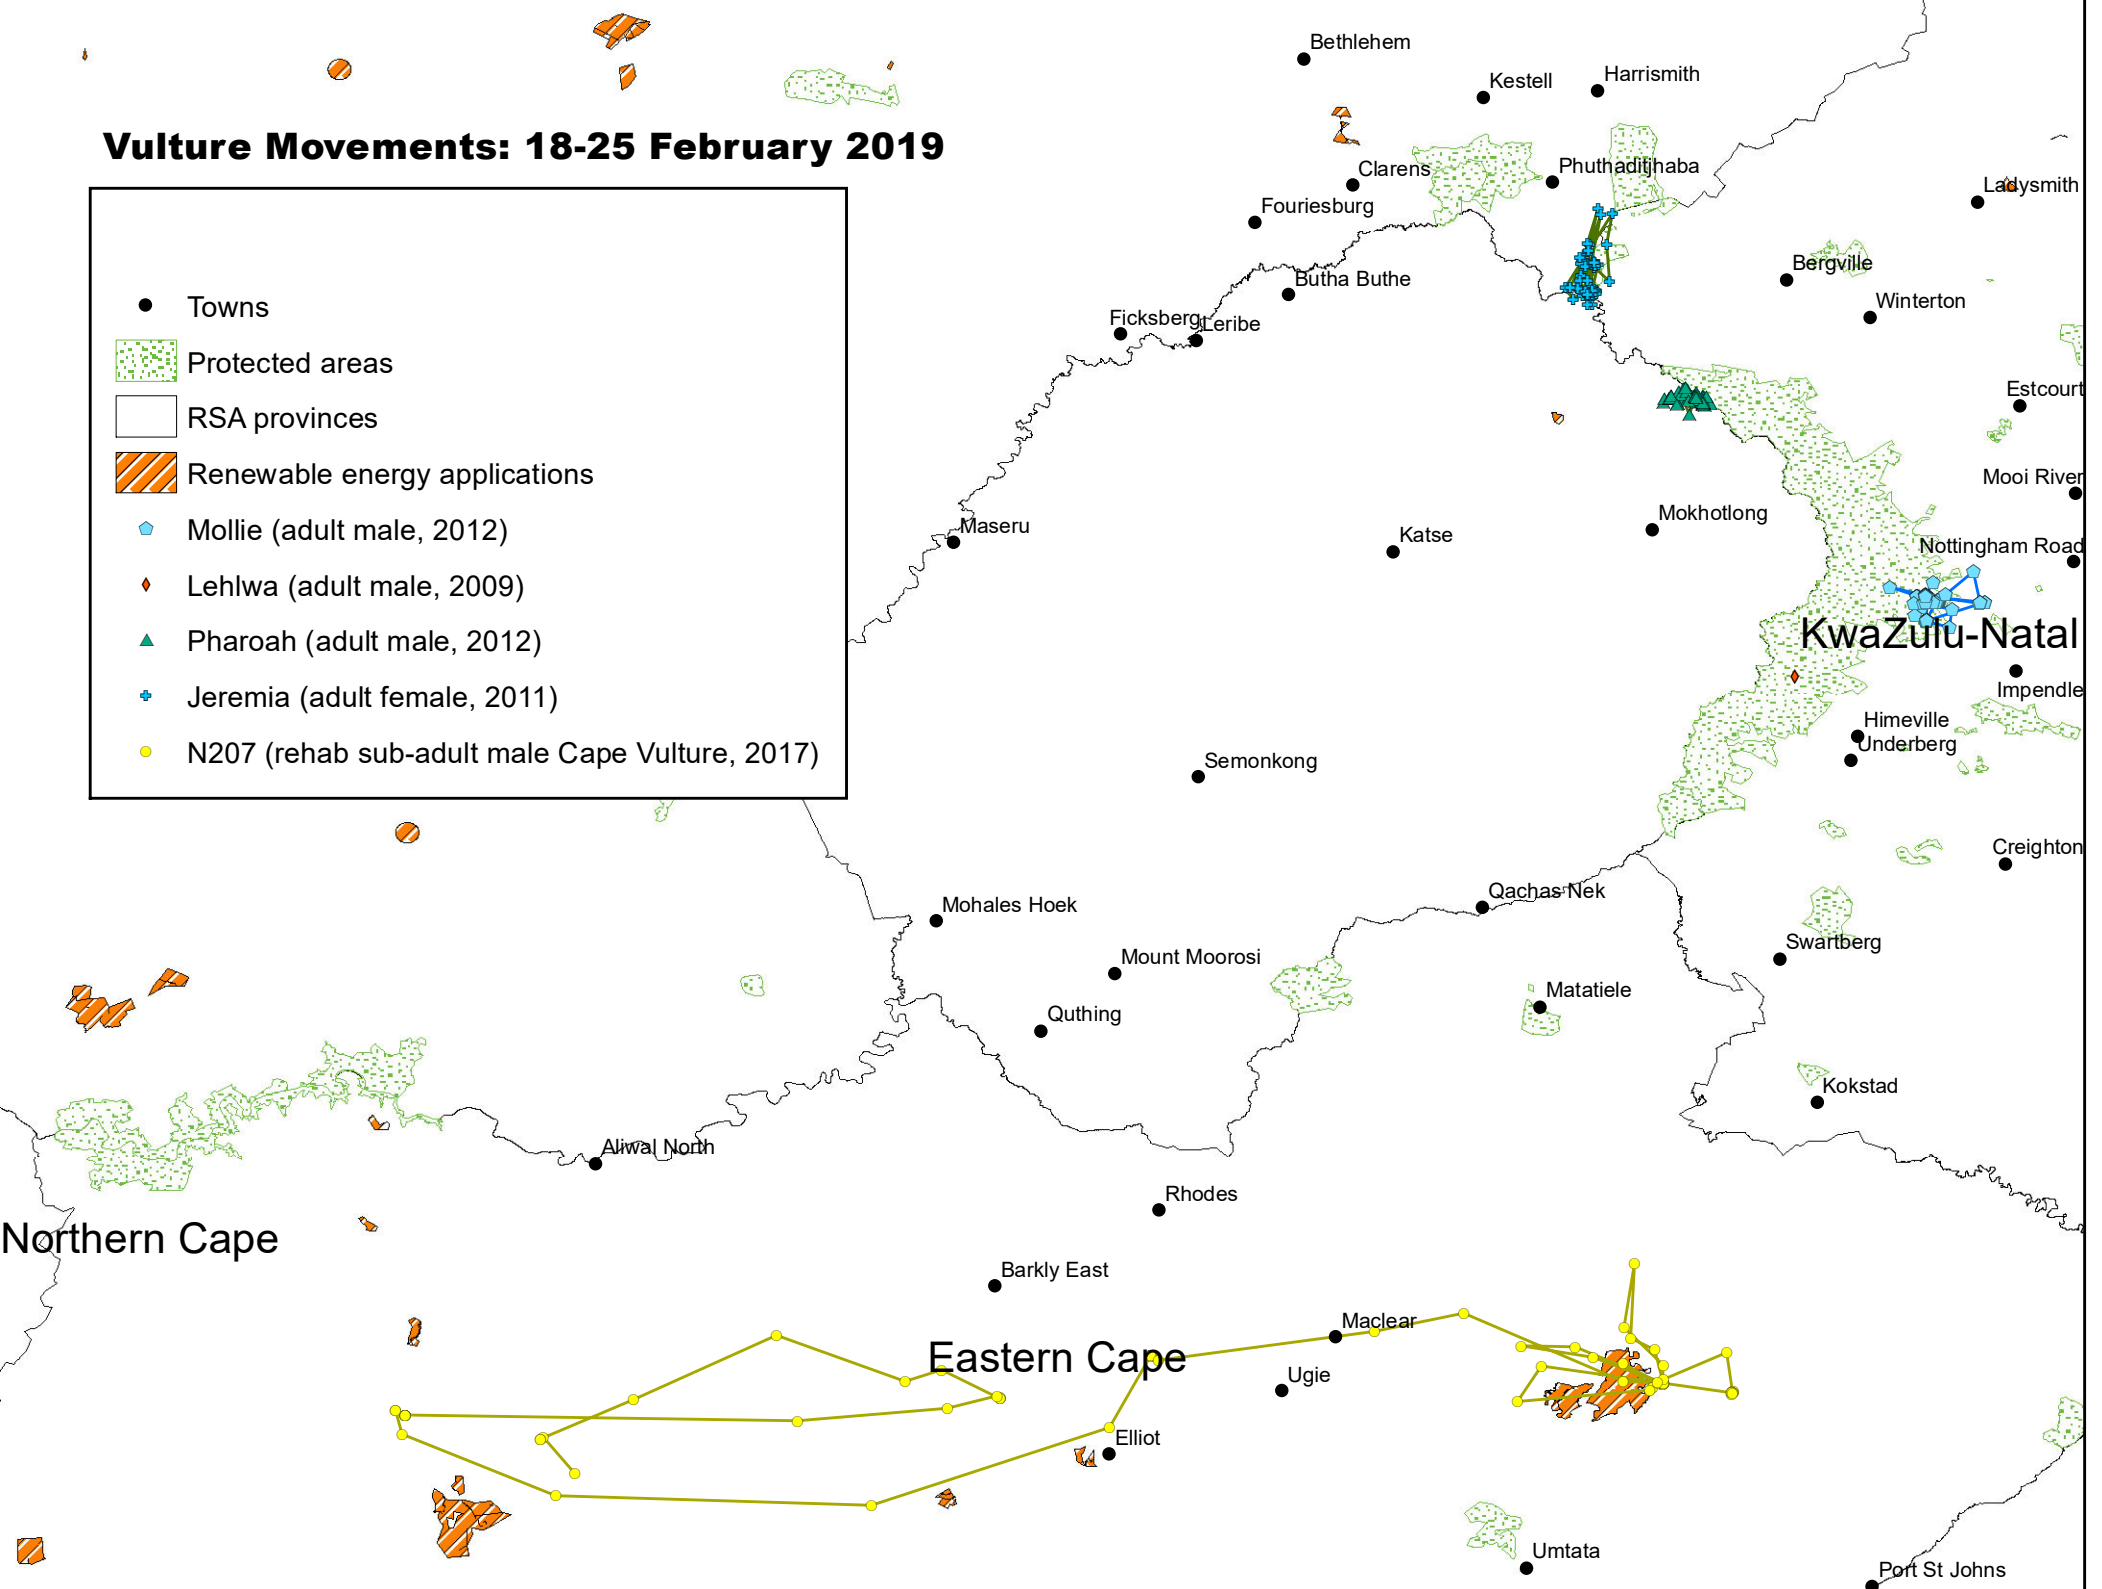 Bethlehem
Kestell
Harrismith
Vulture Movements: 18-25 February 2019
Clarens
Phuthaditjhaba
Ladysmith
Fouriesburg
Bergville
Butha Buthe
Winterton
Towns
Ficksberg
Leribe
Protected areas
Estcourt
RSA provinces
Renewable energy applications
Mooi River
Mollie (adult male, 2012)
Maseru
Katse
Mokhotlong
Nottingham Road
Lehlwa (adult male, 2009)
Pharoah (adult male, 2012)
KwaZulu-Natal
Jeremia (adult female, 2011)
Impendle
Himeville
Underberg
N207 (rehab sub-adult male Cape Vulture, 2017)
Semonkong
Creighton
Qachas Nek
Mohales Hoek
Swartberg
Mount Moorosi
Matatiele
Quthing
Kokstad
Aliwal North
Rhodes
Northern Cape
Barkly East
Maclear
Eastern Cape
Ugie
Elliot
Umtata
Port St Johns